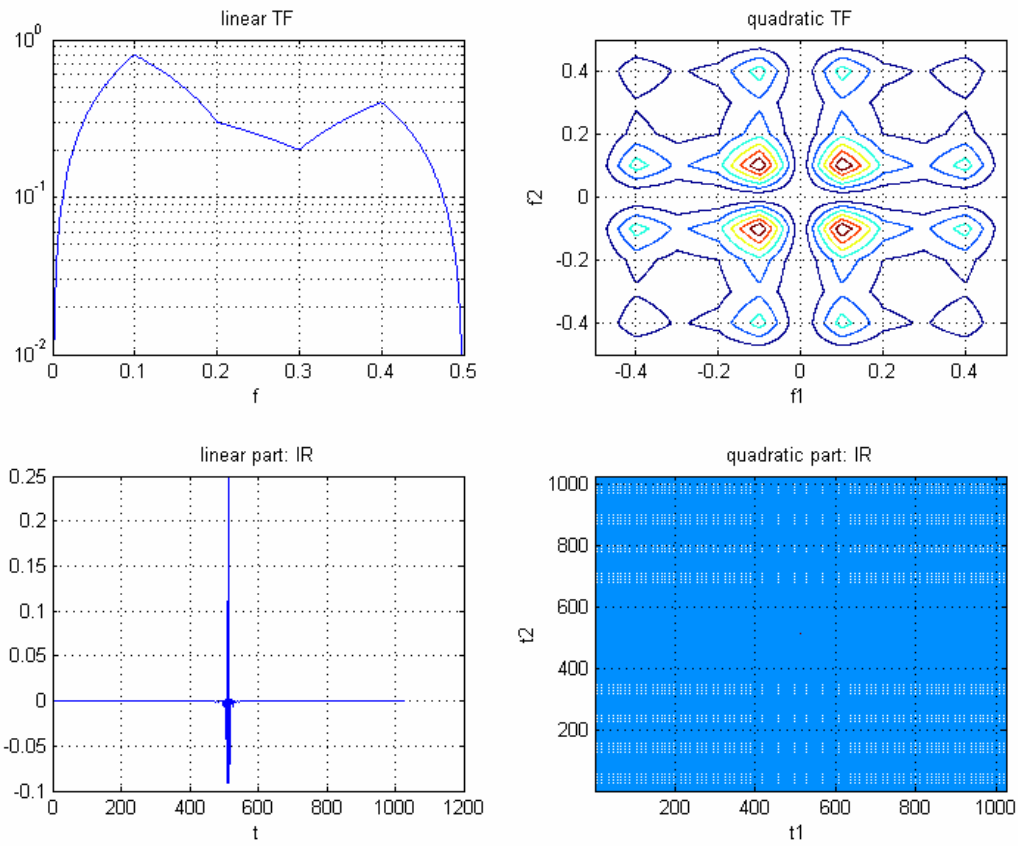 linear TF
10^0
10^-1
10^-2
0 0.1 0.2 0.3 0.4 0.5
f
quadratic TF
0.4
0.2
0
-0.2
-0.4
f2
-0.4 -0.2 0 0.2 0.4
f1
linear part: IR
0.25
0.2
0.15
0.1
0.05
0
-0.05
-0.1
0 200 400 600 800 1000 1200
t
quadratic part: IR
1000
800
600
400
200
t2
200 400 600 800 1000
t1